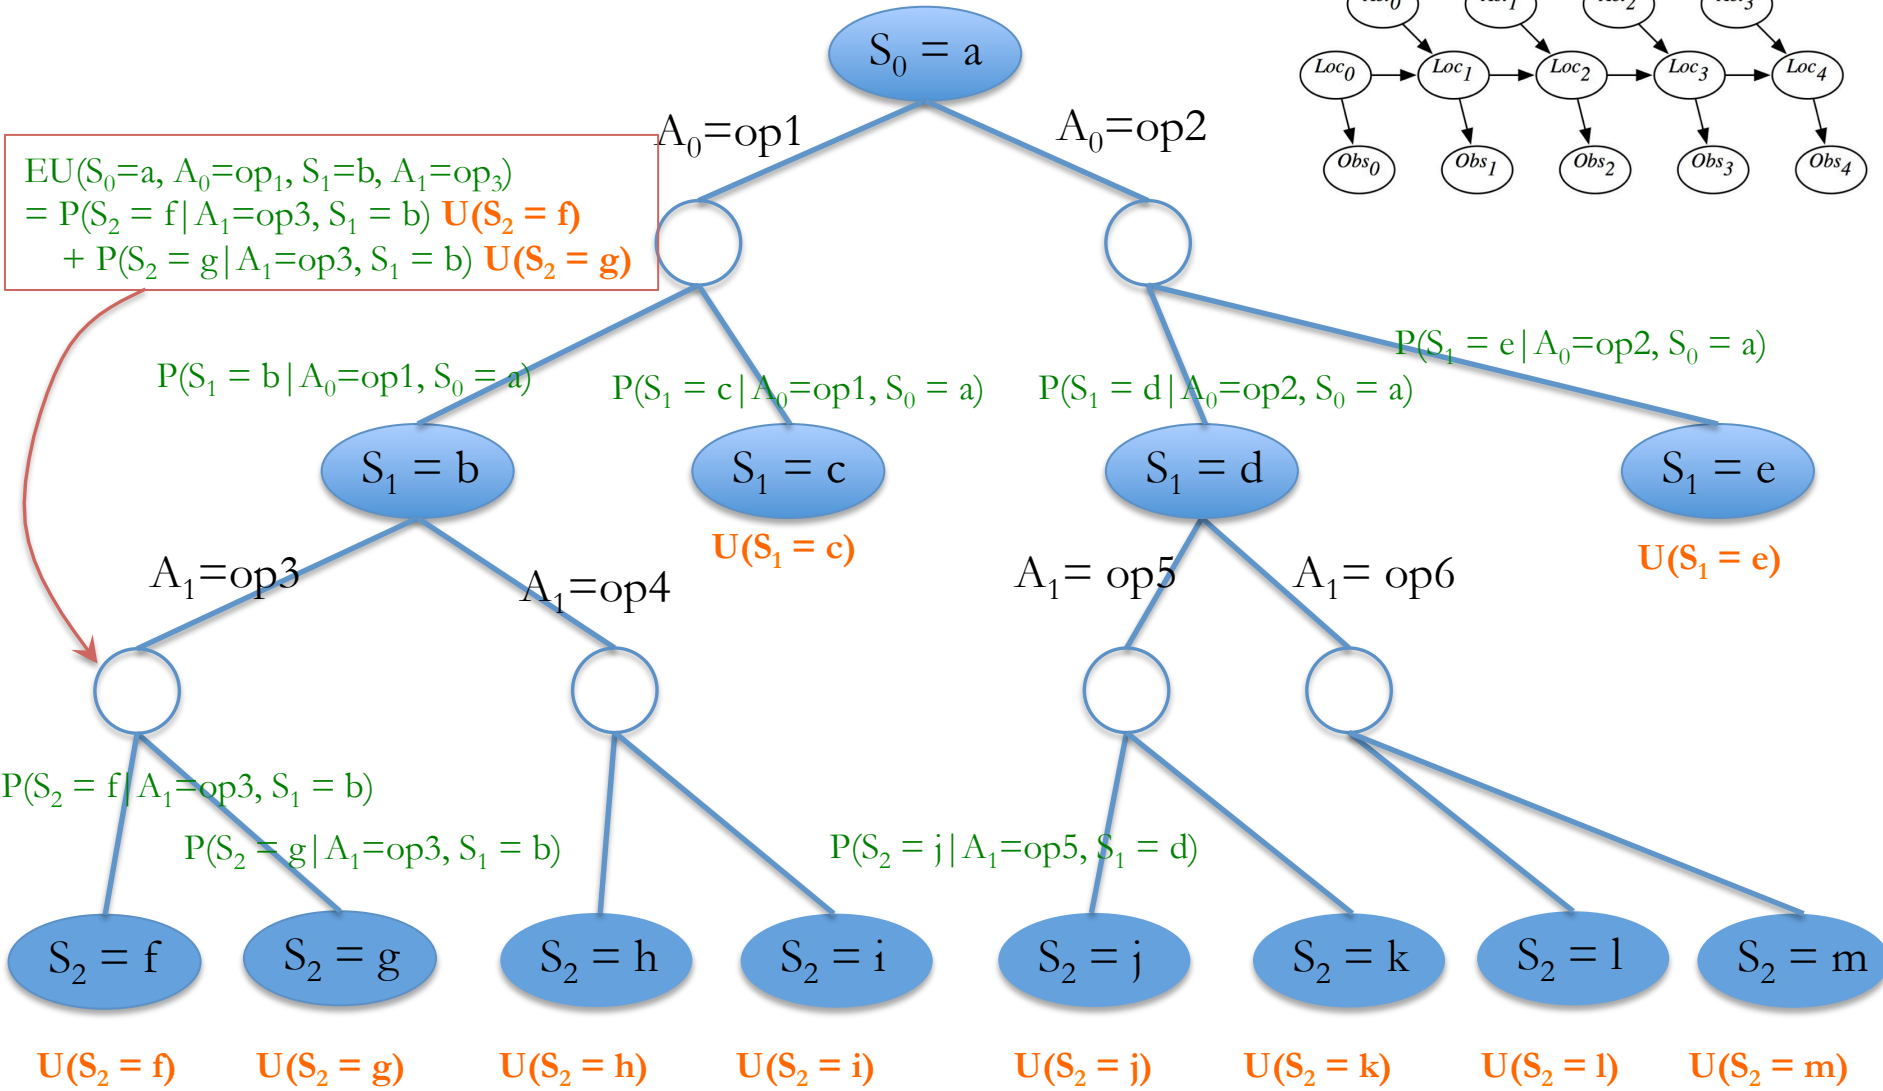 S₀ = a
A₀=op1
A₀=op2
Loc₀
Loc₁
Loc₂
Loc₃
Loc₄
Obs₀
Obs₁
Obs₂
Obs₃
Obs₄
EU(S₀=a, A₀=op₁, S₁=b, A₁=op₃)
= P(S₂ = f|A₁=op3, S₁ = b) U(S₂ = f)
+ P(S₂ = g|A₁=op3, S₁ = b) U(S₂ = g)
P(S₁ = b|A₀=op1, S₀ = a)
P(S₁ = c|A₀=op1, S₀ = a)
P(S₁ = d|A₀=op2, S₀ = a)
P(S₁ = e|A₀=op2, S₀ = a)
S₁ = b
S₁ = c
S₁ = d
S₁ = e
U(S₁ = c)
U(S₁ = e)
A₁=op3
A₁=op4
A₁= op5
A₁= op6
P(S₂ = f|A₁=op3, S₁ = b)
P(S₂ = g|A₁=op3, S₁ = b)
P(S₂ = j|A₁=op5, S₁ = d)
S₂ = f
S₂ = g
S₂ = h
S₂ = i
S₂ = j
S₂ = k
S₂ = l
S₂ = m
U(S₂ = f)
U(S₂ = g)
U(S₂ = h)
U(S₂ = i)
U(S₂ = j)
U(S₂ = k)
U(S₂ = l)
U(S₂ = m)